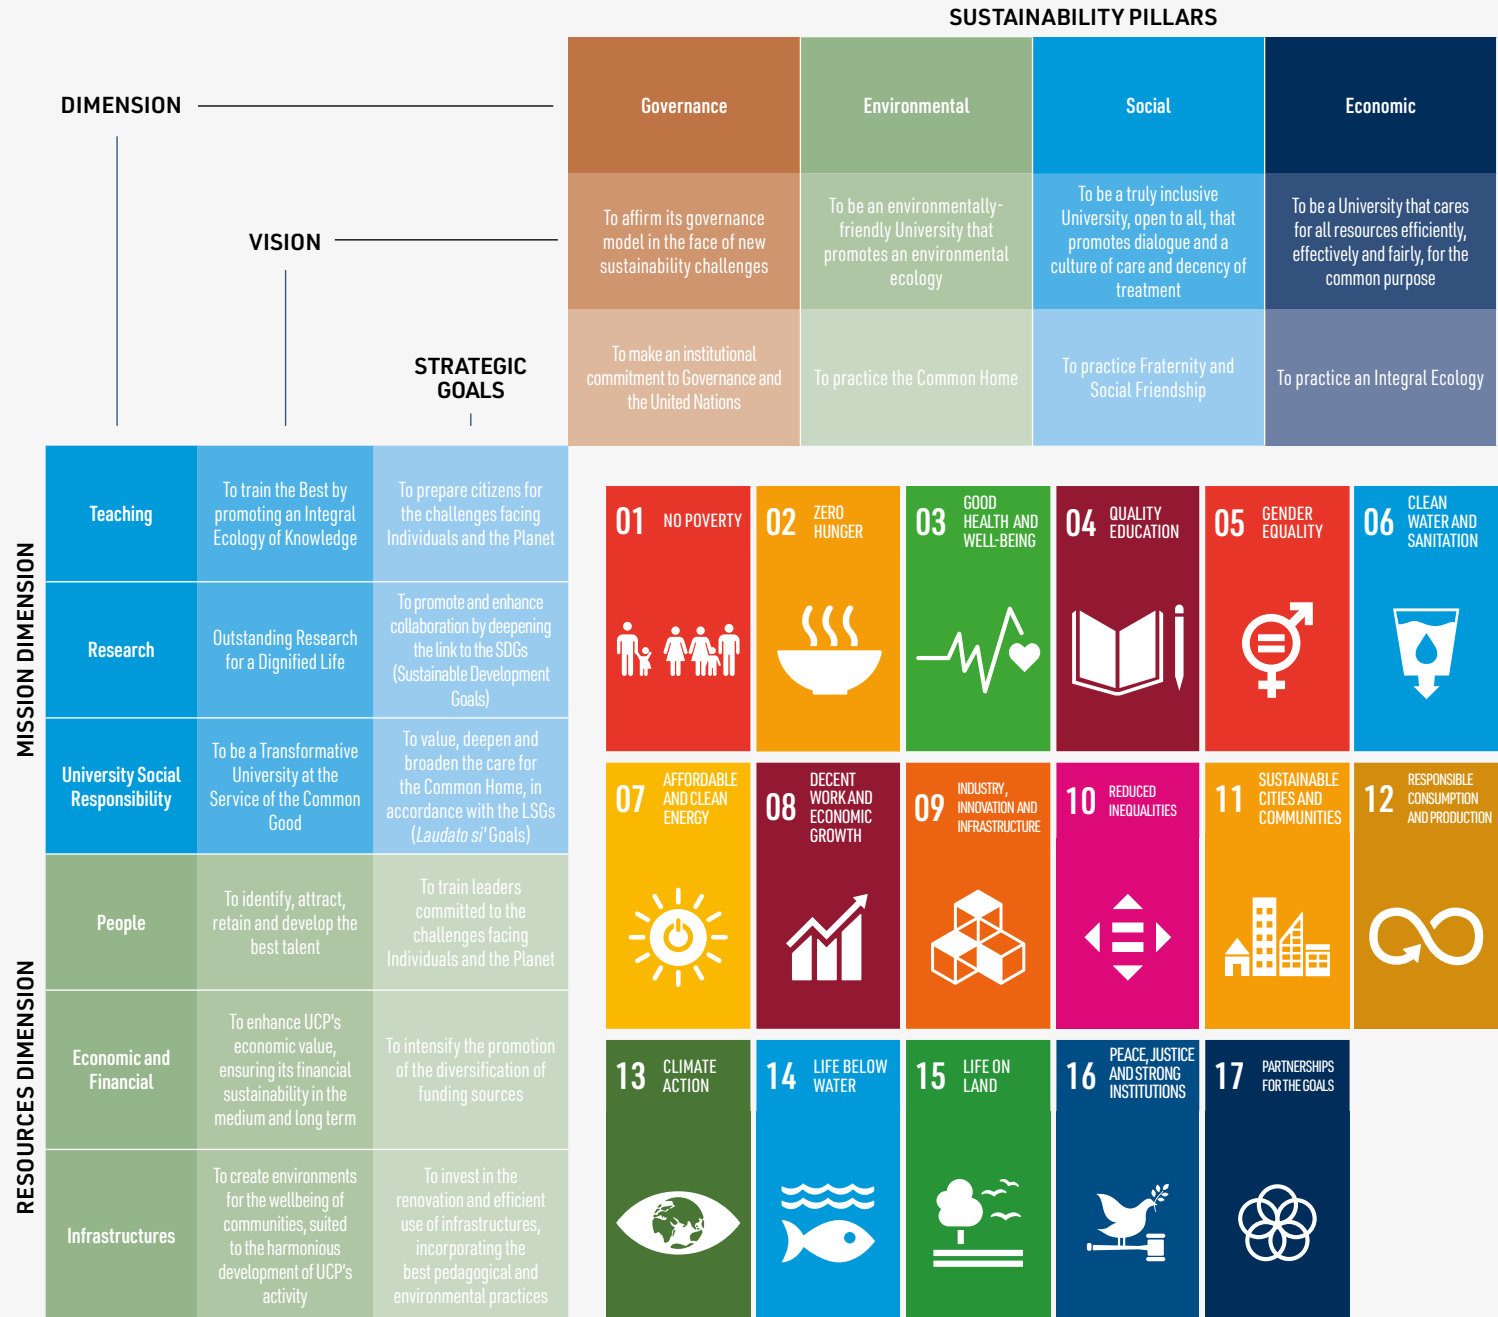 SUSTAINABILITY PILLARS
DIMENSION
Governance
Environmental
Social
Economic
VISION
To affirm its governance
model in the face of new
sustainability challenges
To be an environmentally-
friendly University that
promotes an environmental
ecology
To be a truly inclusive
University, open to all, that
promotes dialogue and a
culture of care and decency of
treatment
To be a University that cares
for all resources efficiently,
effectively and fairly, for the
common purpose
STRATEGIC
GOALS
To make an institutional
commitment to Governance and
the United Nations
To practice the Common Home
To practice Fraternity and
Social Friendship
To practice an Integral Ecology
MISSION DIMENSION
Teaching
To train the Best by
promoting an Integral
Ecology of Knowledge
To prepare citizens for
the challenges facing
Individuals and the Planet
Research
Outstanding Research
for a Dignified Life
To promote and enhance
collaboration by deepening
the link to the SDGs
(Sustainable Development
Goals)
University Social
Responsibility
To be a Transformative
University at the
Service of the Common
Good
To value, deepen and
broaden the care for
the Common Home, in
accordance with the LSGs
(Laudato si' Goals)
RESOURCES DIMENSION
People
To identify, attract,
retain and develop the
best talent
To train leaders
committed to the
challenges facing
Individuals and the Planet
Economic and
Financial
To enhance UCP's
economic value,
ensuring its financial
sustainability in the
medium and long term
To intensify the promotion
of the diversification of
funding sources
Infrastructures
To create environments
for the wellbeing of
communities, suited
to the harmonious
development of UCP's
activity
To invest in the
renovation and efficient
use of infrastructures,
incorporating the
best pedagogical and
environmental practices
01 NO POVERTY
02 ZERO
HUNGER
03 GOOD
HEALTH AND
WELL-BEING
04 QUALITY
EDUCATION
05 GENDER
EQUALITY
06 CLEAN
WATER AND
SANITATION
07 AFFORDABLE
AND CLEAN
ENERGY
08 DECENT
WORK AND
ECONOMIC
GROWTH
09 INDUSTRY,
INNOVATION AND
INFRASTRUCTURE
10 REDUCED
INEQUALITIES
11 SUSTAINABLE
CITIES AND
COMMUNITIES
12 RESPONSIBLE
CONSUMPTION
AND PRODUCTION
13 CLIMATE
ACTION
14 LIFE BELOW
WATER
15 LIFE ON
LAND
16 PEACE, JUSTICE
AND STRONG
INSTITUTIONS
17 PARTNERSHIPS
FOR THE GOALS